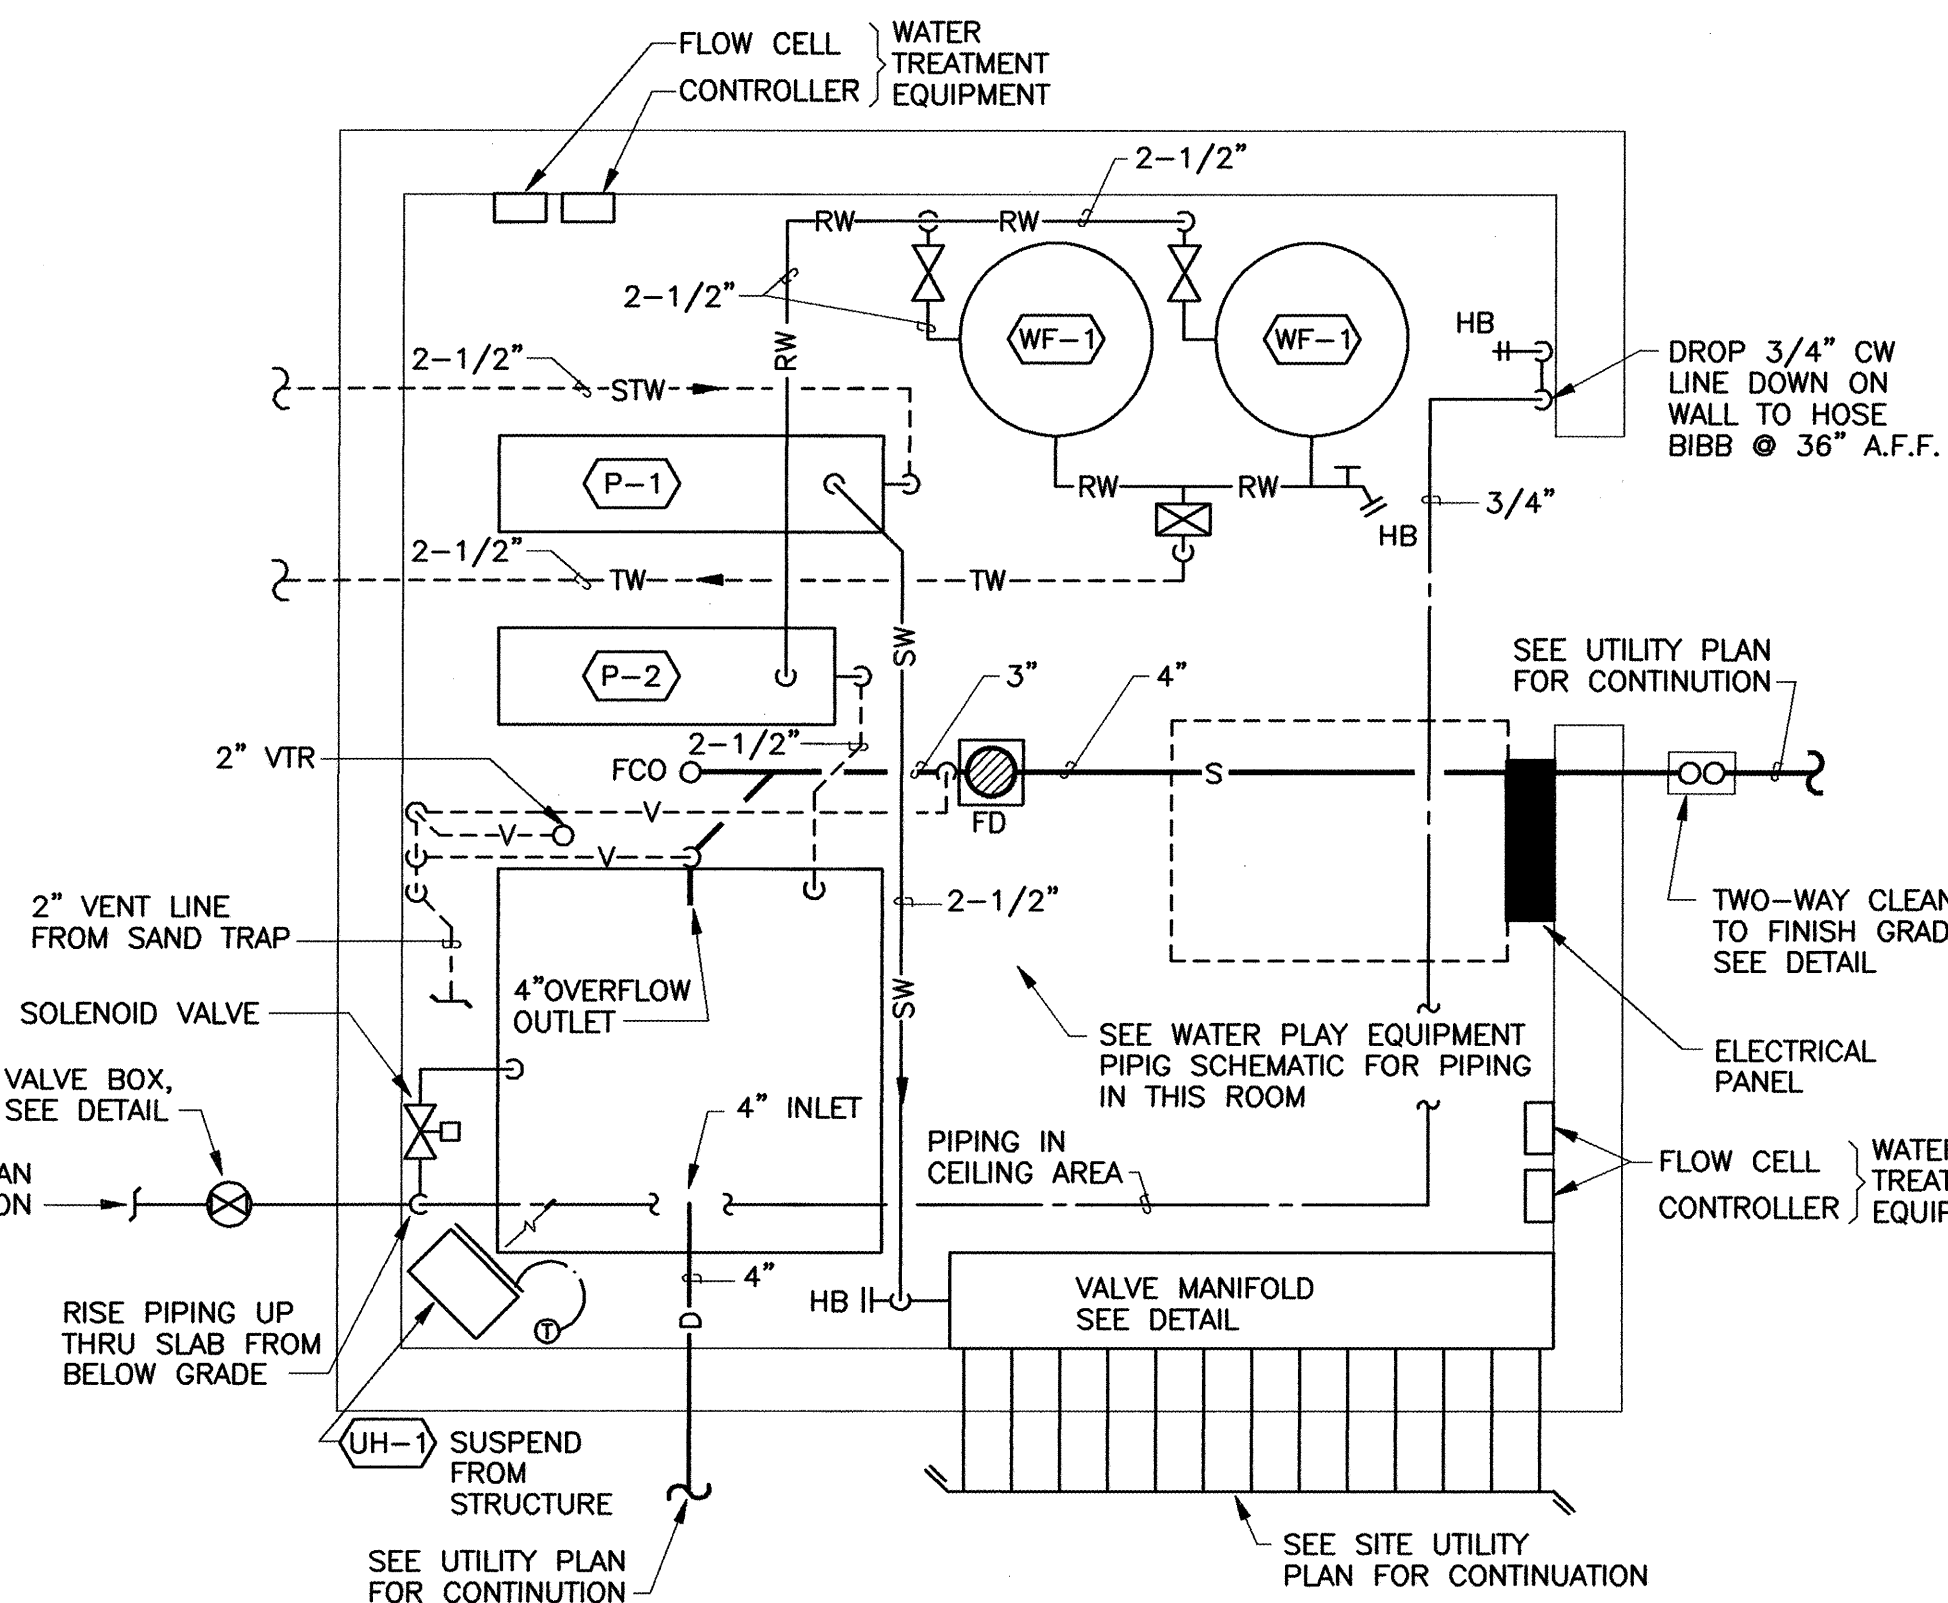 FLOW CELL
CONTROLLER
WATER
TREATMENT
EQUIPMENT
2-1/2"
RW
RW
2-1/2"
RW
WF-1
WF-1
HB
DROP 3/4" CW
LINE DOWN ON
WALL TO HOSE
BIBB @ 36" A.F.F.
2-1/2"
STW
P-1
RW
RW
HB
3/4"
2-1/2"
TW
TW
SW
P-2
3"
4"
SEE UTILITY PLAN
FOR CONTINUTION
2-1/2"
2" VTR
FCO
S
FD
V
V
V
2" VENT LINE
FROM SAND TRAP
2-1/2"
TWO-WAY CLEAN
TO FINISH GRAD
SEE DETAIL
4"OVERFLOW
OUTLET
SW
SOLENOID VALVE
SEE WATER PLAY EQUIPMENT
PIPIG SCHEMATIC FOR PIPING
IN THIS ROOM
ELECTRICAL
PANEL
VALVE BOX,
SEE DETAIL
4" INLET
PIPING IN
CEILING AREA
AN
ON
FLOW CELL
CONTROLLER
WATER
TREAT
EQUIP
N
4"
HB
VALVE MANIFOLD
SEE DETAIL
T
D
RISE PIPING UP
THRU SLAB FROM
BELOW GRADE
UH-1
SUSPEND
FROM
STRUCTURE
SEE UTILITY PLAN
FOR CONTINUTION
SEE SITE UTILITY
PLAN FOR CONTINUATION